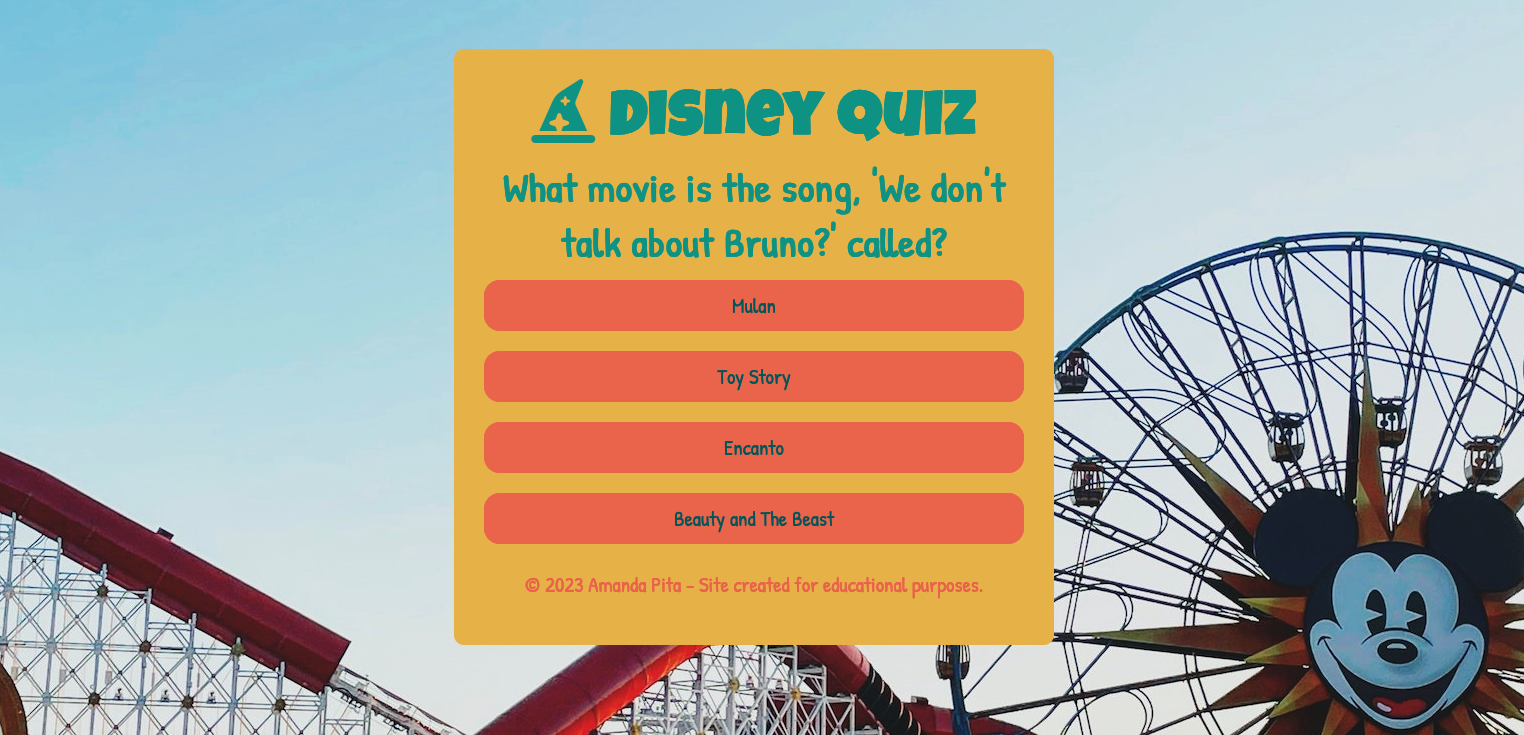 Disney Quiz
What movie is the song, 'We don't
talk about Bruno?' called?
Mulan
Toy Story
Encanto
Beauty and The Beast
© 2023 Amanda Pita - Site created for educational purposes.